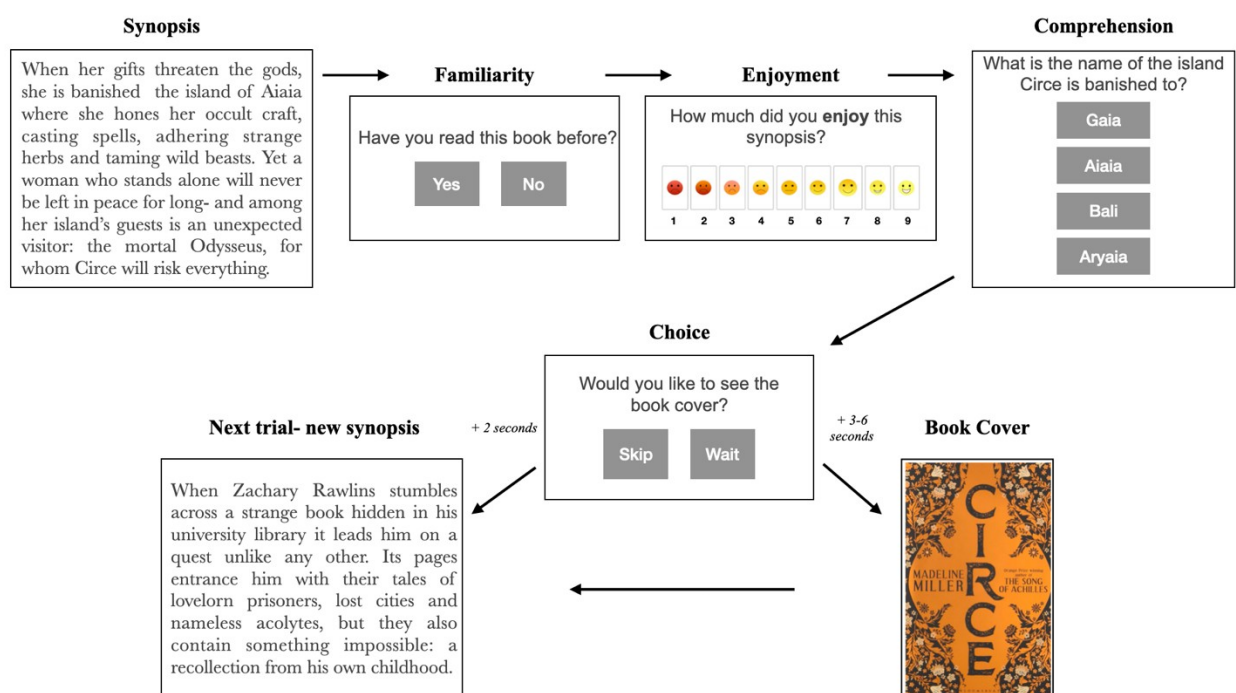 Synopsis
When her gifts threaten the gods,
she is banished the island of Aiaia
where she hones her occult craft,
casting spells, adhering strange
herbs and taming wild beasts. Yet a
woman who stands alone will never
be left in peace for long- and among
her island's guests is an unexpected
visitor: the mortal Odysseus, for
whom Circe will risk everything.
Familiarity
Have you read this book before?
Yes No
Enjoyment
How much did you enjoy this
synopsis?
1 2 3 4 5 6 7 8 9
Comprehension
What is the name of the island
Circe is banished to?
Gaia
Aiaia
Bali
Aryaia
Choice
Would you like to see the
book cover?
Skip Wait
+ 2 seconds
+ 3-6
seconds
Next trial- new synopsis
When Zachary Rawlins stumbles
across a strange book hidden in his
university library it leads him on a
quest unlike any other. Its pages
entrance him with their tales of
lovelorn prisoners, lost cities and
nameless acolytes, but they also
contain something impossible: a
recollection from his own childhood.
Book Cover
CIRCE
MADELINE
MILLER
THE SONG
OF ACHILLES